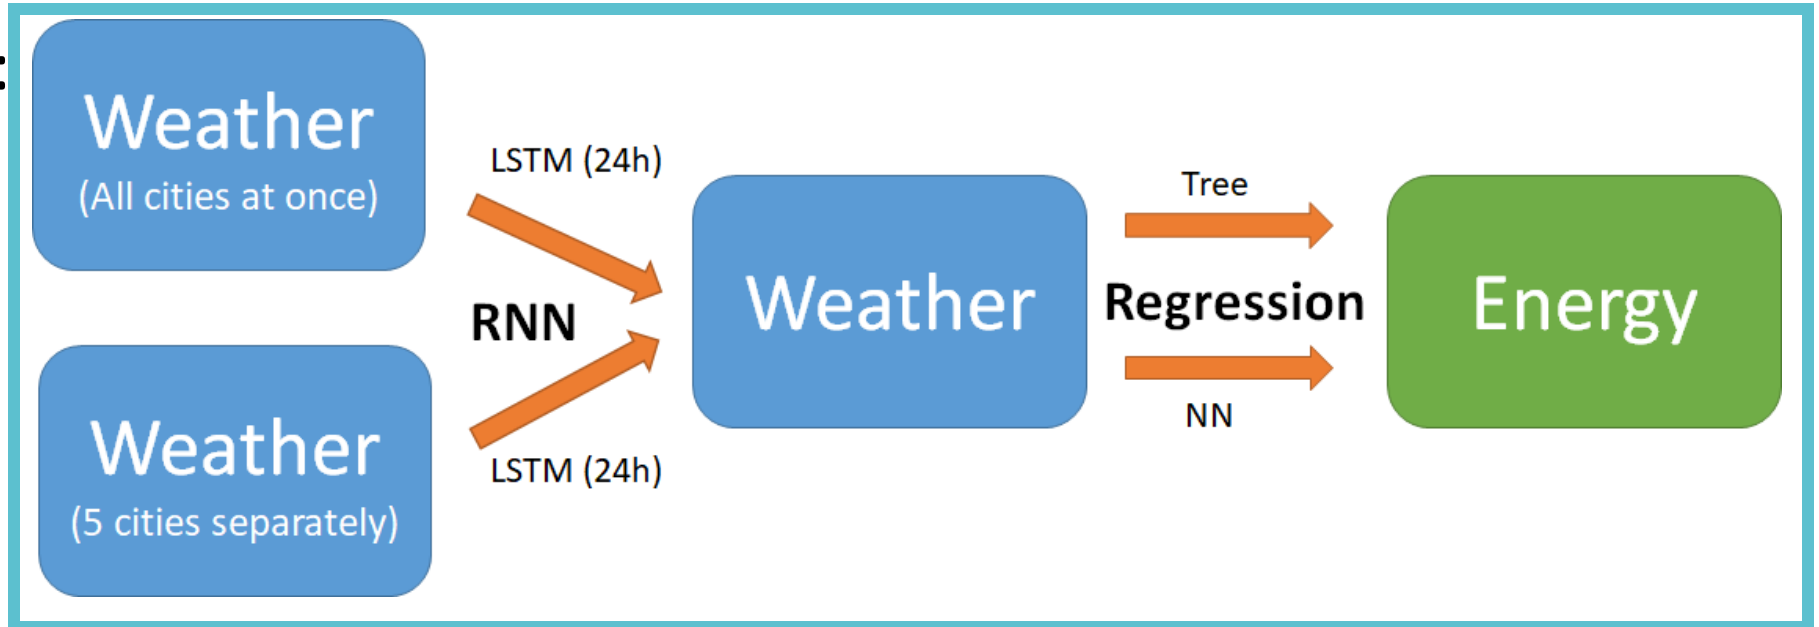 :
Weather
(All cities at once)
LSTM (24h)
RNN
Weather
(5 cities separately)
LSTM (24h)
Weather
Tree
Regression
NN
Energy